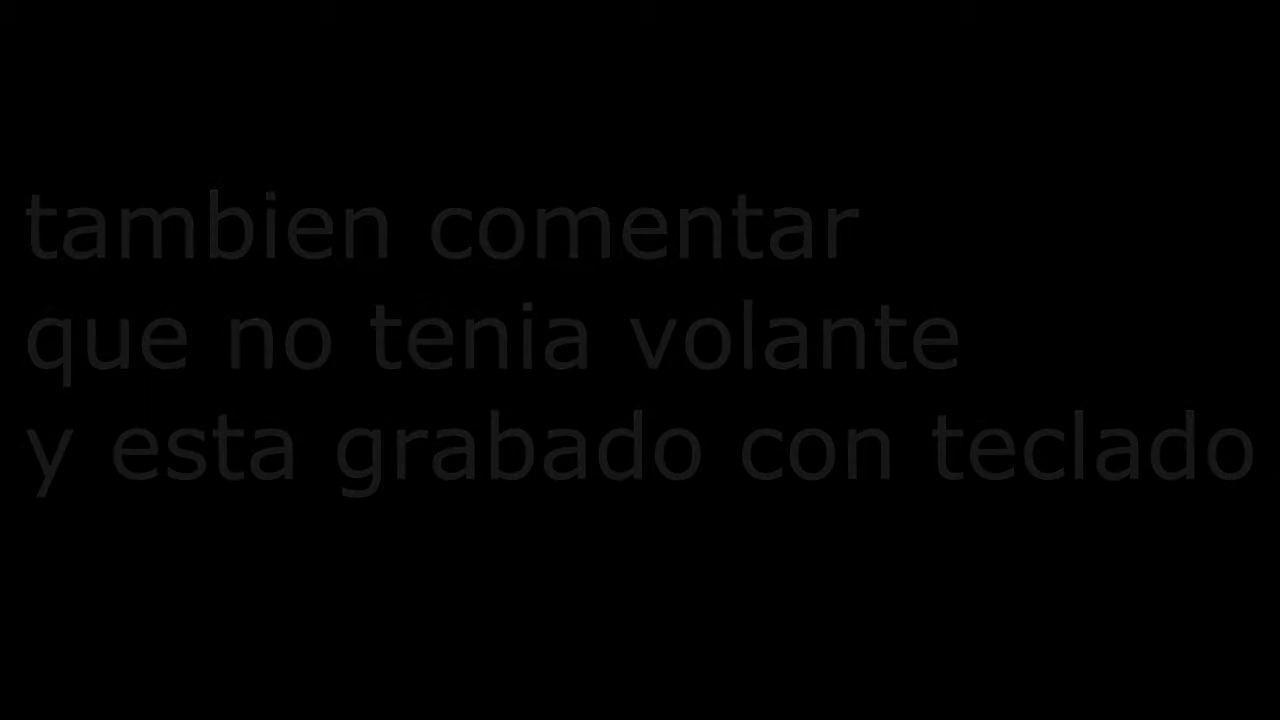 tambien comentar
que no tenia volante
y esta grabado con teclado